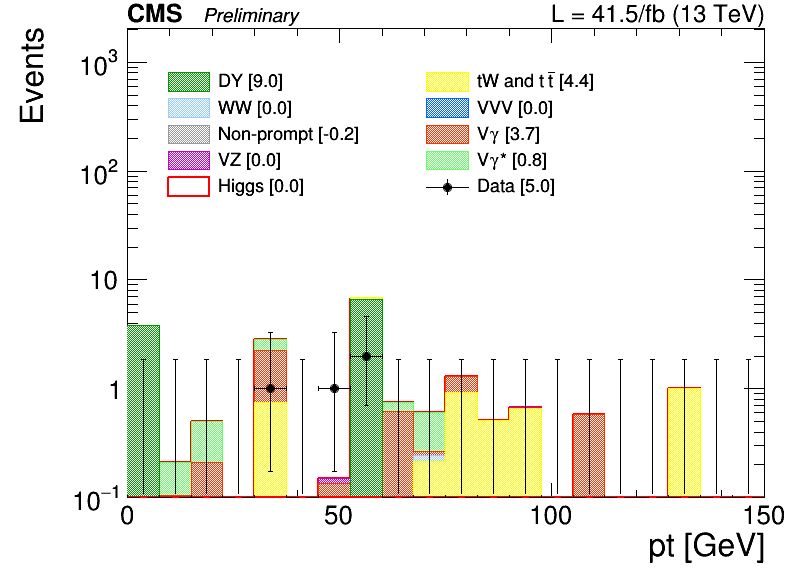 CMS Preliminary L = 41.5/fb (13 TeV)
Events
10³
10²
10
1
10⁻¹
DY [9.0]
WW [0.0]
Non-prompt [-0.2]
VZ [0.0]
Higgs [0.0]
tW and tt̄ [4.4]
VVV [0.0]
Vγ [3.7]
Vγ* [0.8]
Data [5.0]
0 50 100 150
pt [GeV]